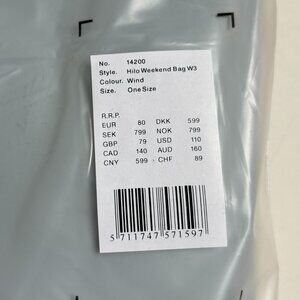 No. 14200
Style. Hilo Weekend Bag W3
Colour. Wind
Size. One Size
R.R.P.
EUR 80 DKK 599
SEK 799 NOK 799
GBP 79 USD 110
CAD 140 AUD 160
CNY 599 CHF 89
5 711747 571597